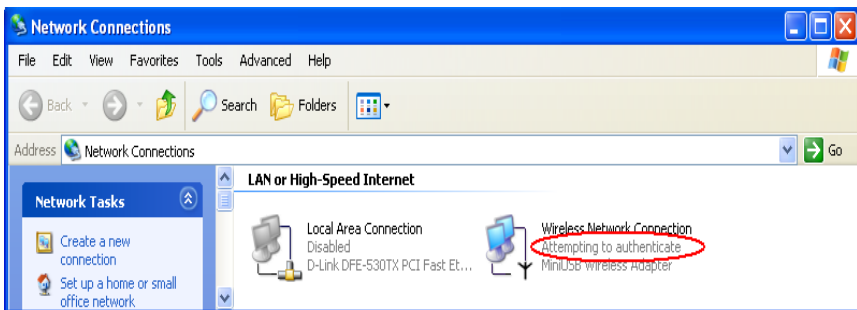 Network Connections
File Edit View Favorites Tools Advanced Help
Back Search Folders
Address Network Connections Go
Network Tasks
Create a new
connection
Set up a home or small
office network
LAN or High-Speed Internet
Local Area Connection
Disabled
D-Link DFE-530TX PCI Fast Et...
Wireless Network Connection
Attempting to authenticate
MiniUSB Wireless Adapter